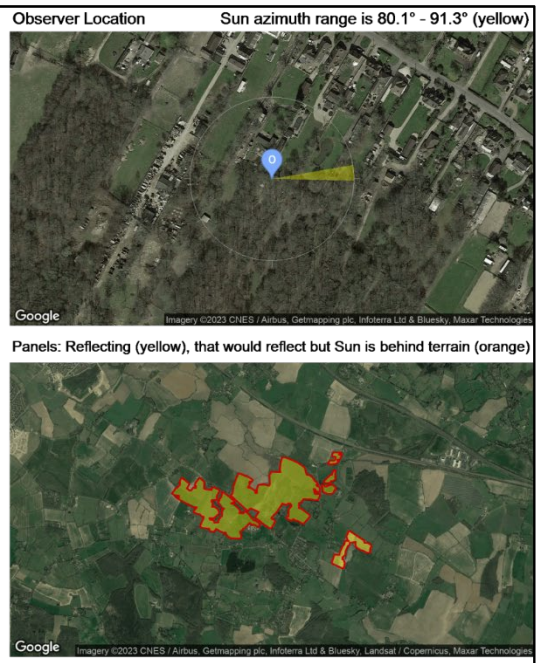 Observer Location
Sun azimuth range is 80.1° - 91.3° (yellow)
O
Google
Imagery ©2023 CNES / Airbus, Getmapping plc, Infoterra Ltd & Bluesky, Maxar Technologies
Panels: Reflecting (yellow), that would reflect but Sun is behind terrain (orange)
Google
Imagery ©2023 CNES / Airbus, Getmapping plc, Infoterra Ltd & Bluesky, Landsat / Copernicus, Maxar Technologies